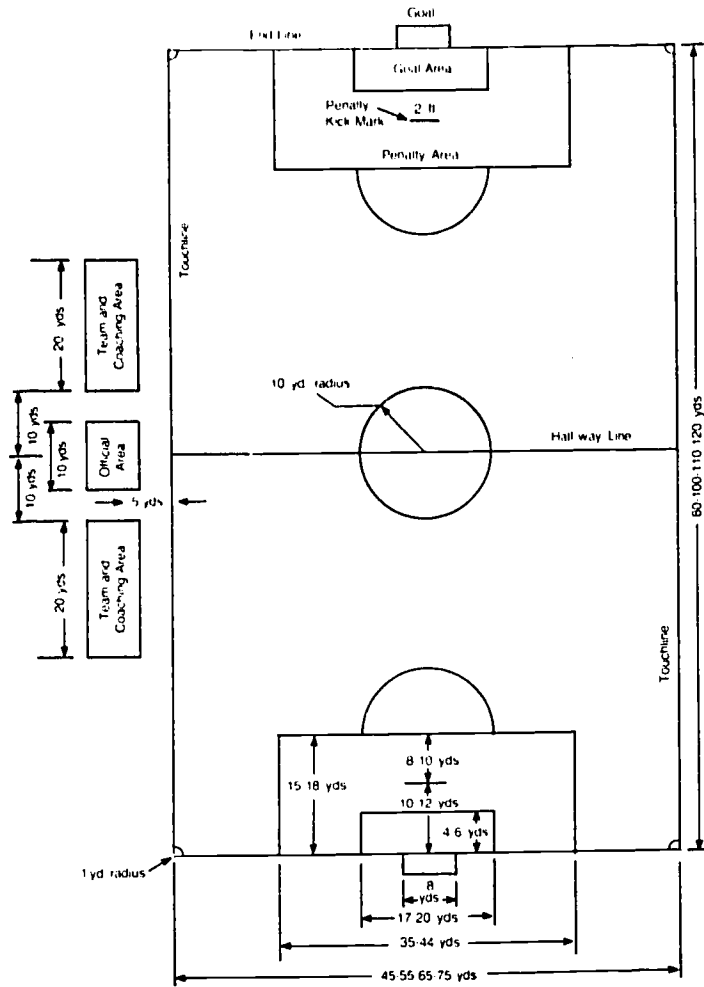 Goal
End Line
Goal Area
Penalty
Kick Mark
2 ft
Penalty Area
Touchline
20 yds
Team and
Coaching Area
10 yd. radius
10 yds
10 yds
Official
Area
Half way Line
10 yds
5 yds
60-100-110-120 yds
20 yds
Team and
Coaching Area
Touchline
8-10 yds
15-18 yds
10-12 yds
4-6 yds
1 yd. radius
8
yds
17-20 yds
35-44 yds
45-55-65-75 yds